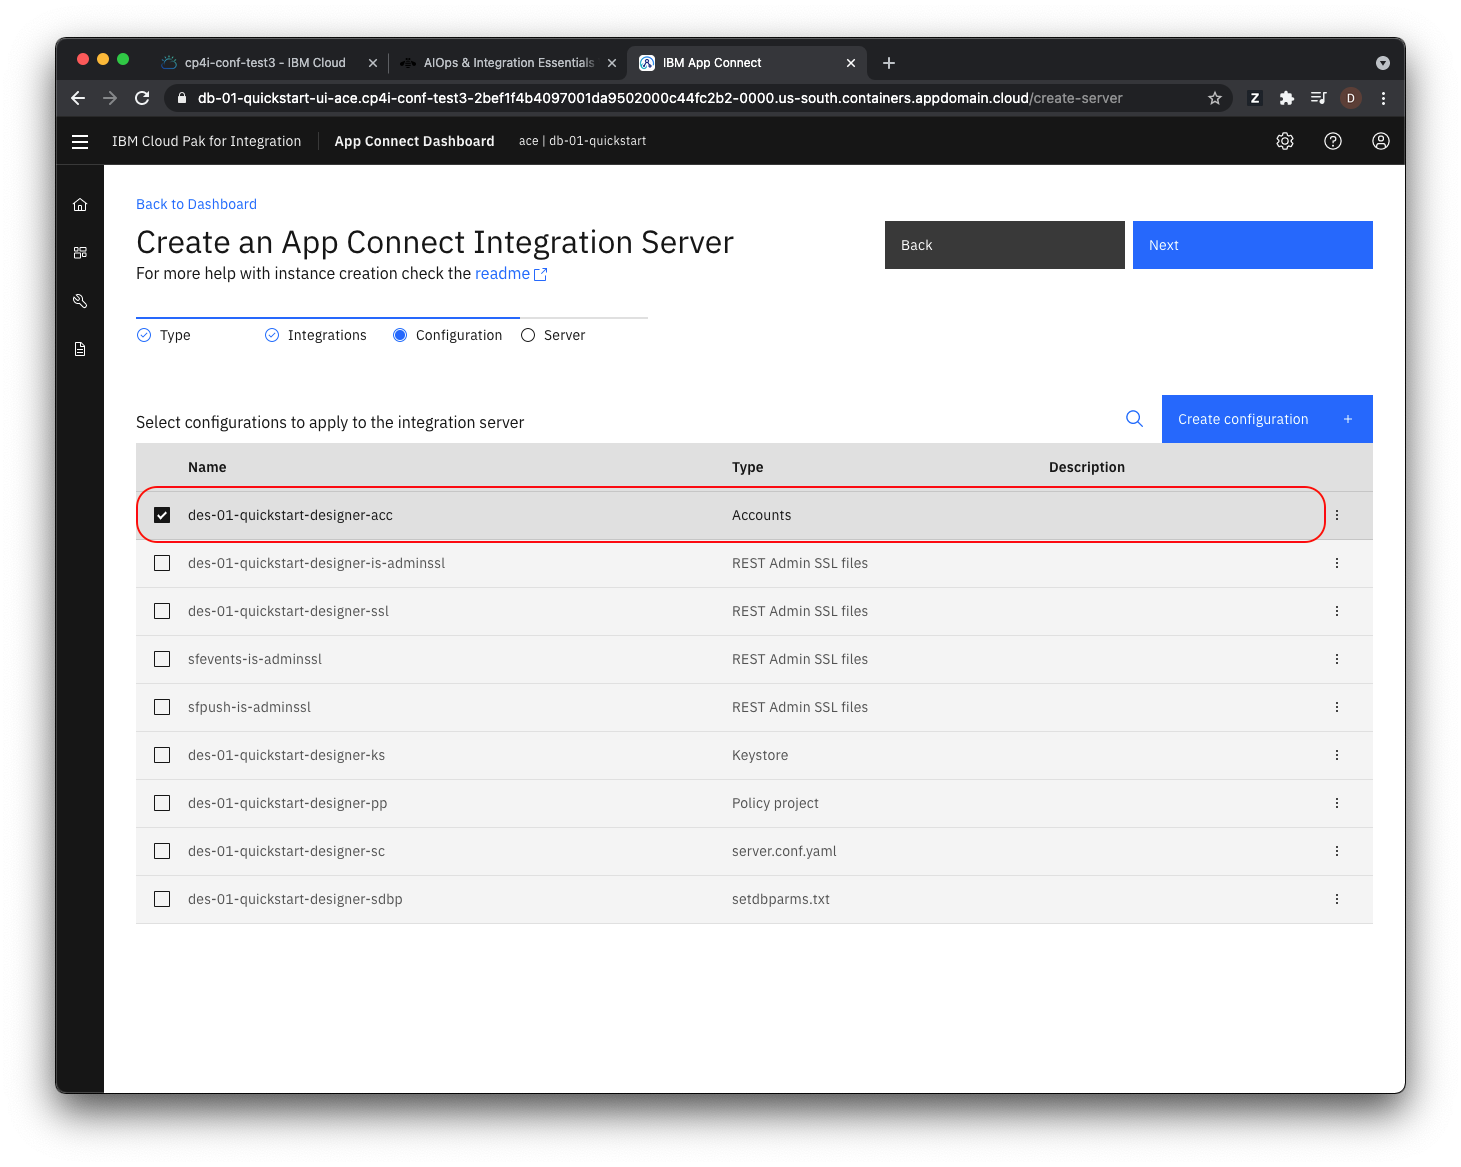 cp4i-conf-test3 - IBM Cloud
AIOps & Integration Essentials
IBM App Connect
db-01-quickstart-ui-ace.cp4i-conf-test3-2bef1f4b4097001da9502000c44fc2b2-0000.us-south.containers.appdomain.cloud/create-server
Z
D
IBM Cloud Pak for Integration
App Connect Dashboard
ace | db-01-quickstart
Back to Dashboard
Create an App Connect Integration Server
For more help with instance creation check the readme
Back
Next
Type
Integrations
Configuration
Server
Select configurations to apply to the integration server
Create configuration +
Name Type Description
des-01-quickstart-designer-acc Accounts
des-01-quickstart-designer-is-adminssl REST Admin SSL files
des-01-quickstart-designer-ssl REST Admin SSL files
sfevents-is-adminssl REST Admin SSL files
sfpush-is-adminssl REST Admin SSL files
des-01-quickstart-designer-ks Keystore
des-01-quickstart-designer-pp Policy project
des-01-quickstart-designer-sc server.conf.yaml
des-01-quickstart-designer-sdbp setdbparms.txt